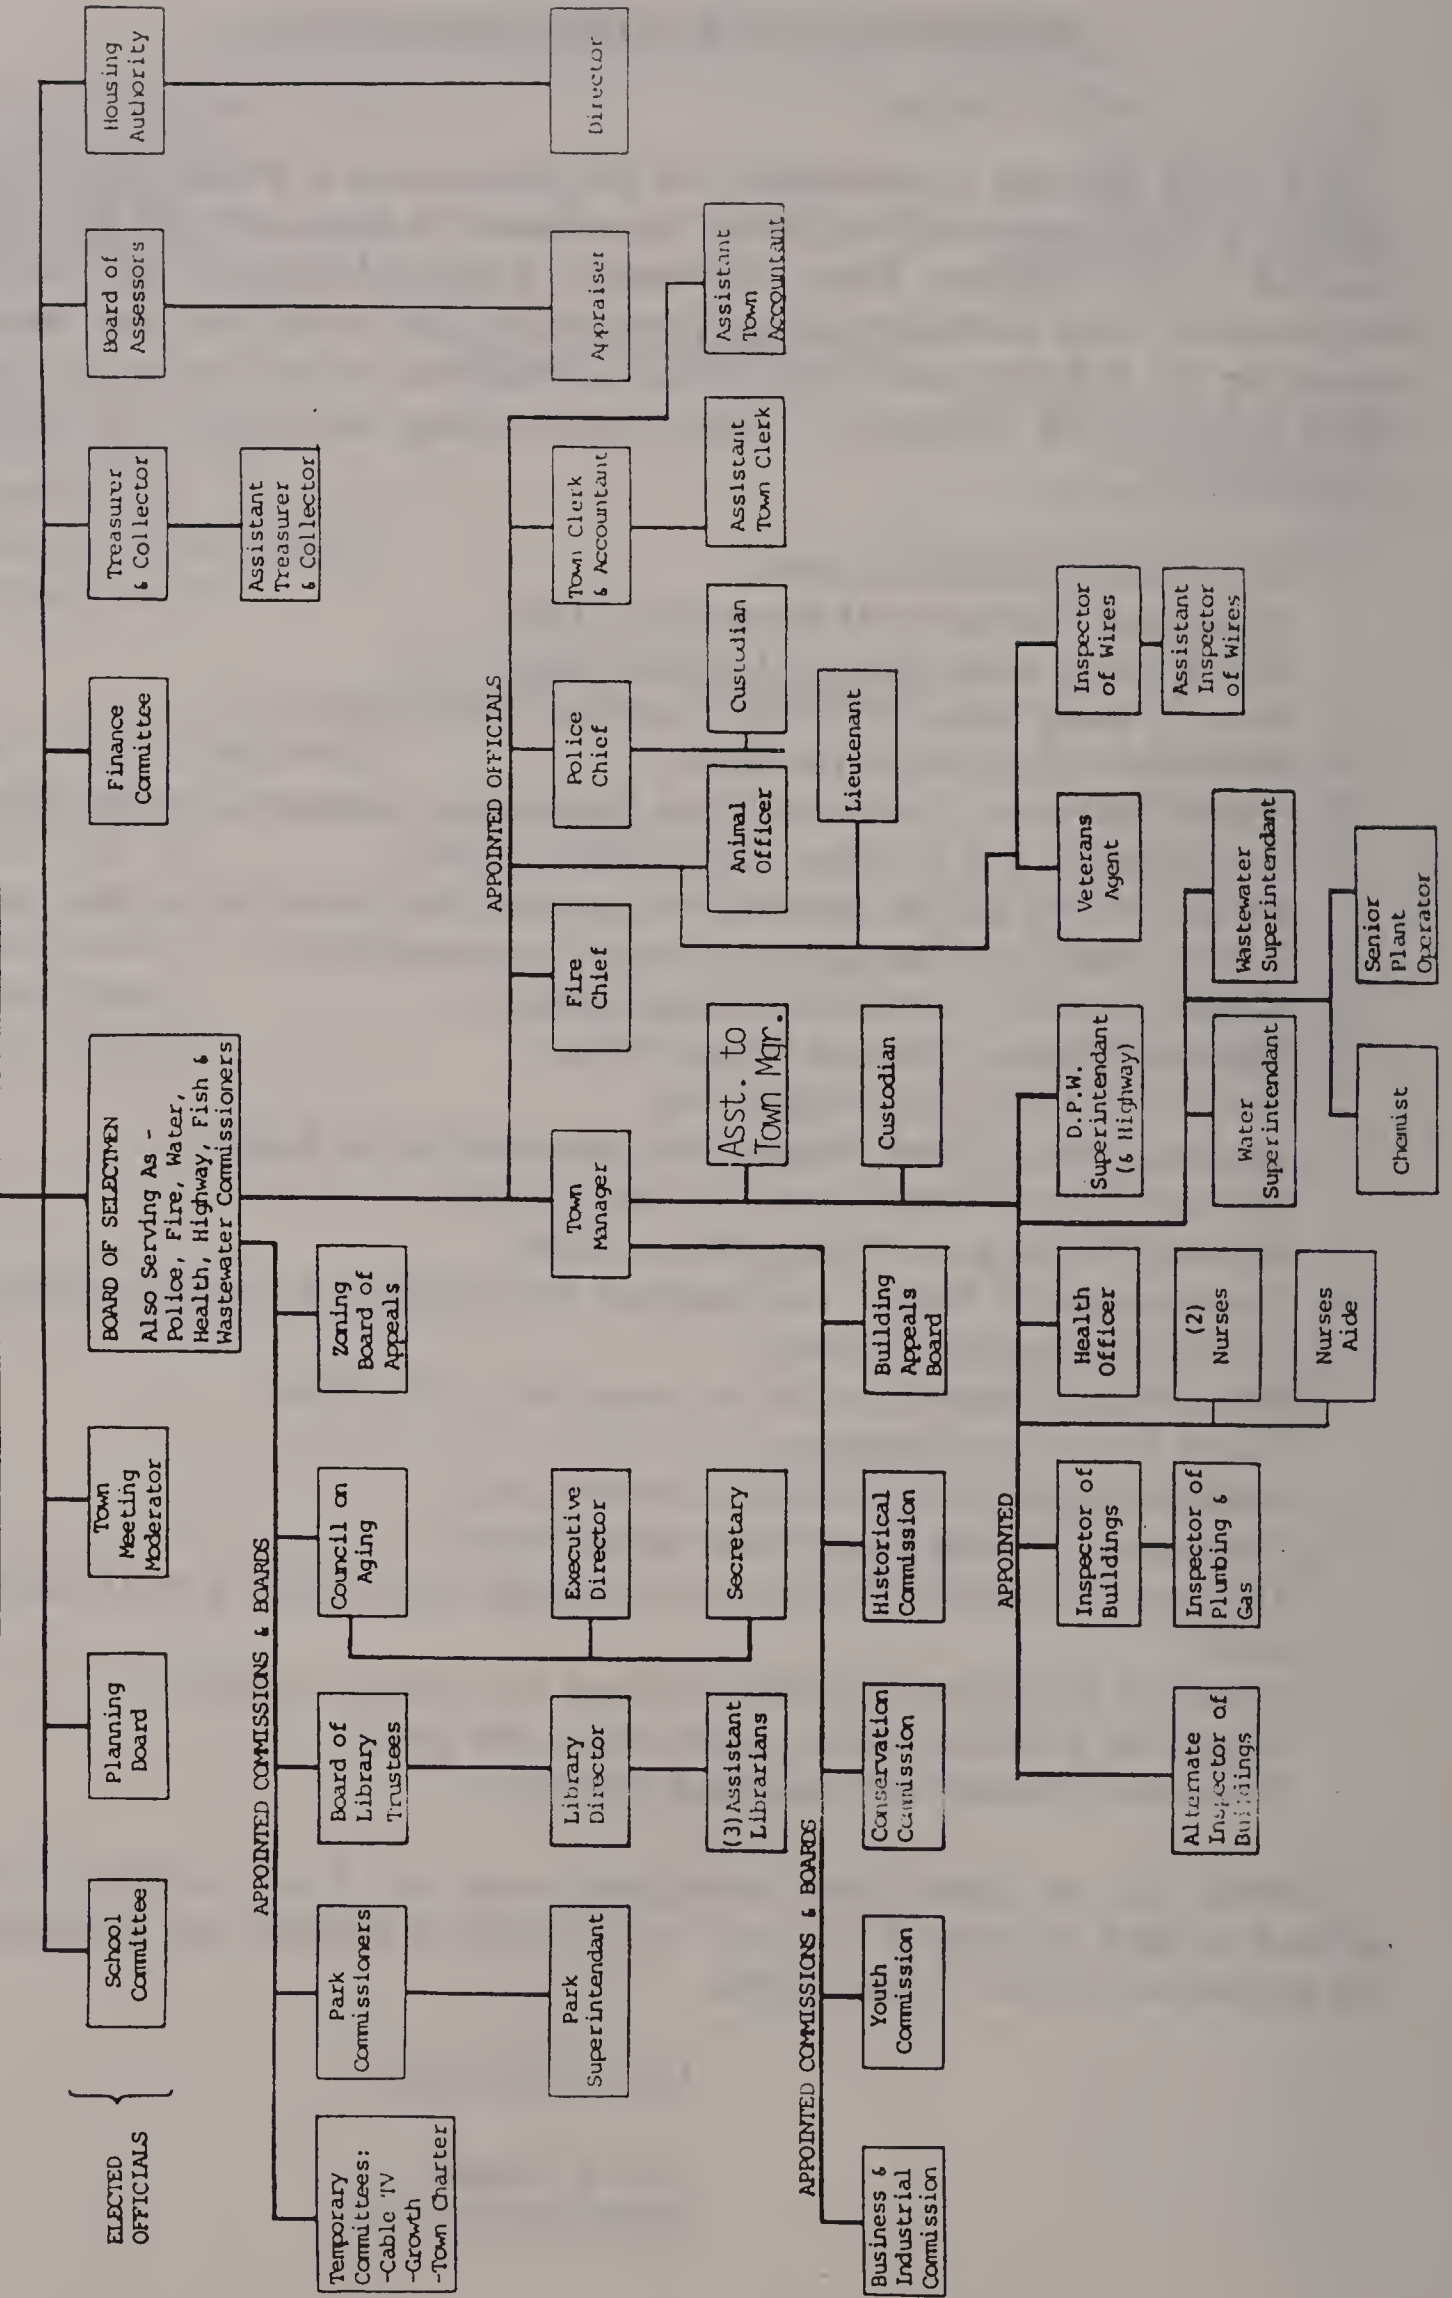 ELECTED
OFFICIALS
School
Committee
Planning
Board
Town
Meeting
Moderator
BOARD OF SELECTMEN
Also Serving As -
Police, Fire, Water,
Health, Highway, Fish &
Wastewater Commissioners
Finance
Committee
Treasurer
& Collector
Assistant
Treasurer
& Collector
Board of
Assessors
Housing
Authority
APPOINTED COMMISSIONS & BOARDS
Temporary
Committees:
-Cable TV
-Growth
-Town Charter
Park
Commissioners
Board of
Library
Trustees
Council on
Aging
Zoning
Board of
Appeals
APPOINTED OFFICIALS
Park
Superintendant
Library
Director
Executive
Director
Town
Manager
Fire
Chief
Police
Chief
Town Clerk
& Accountant
Appraiser
Director
(3)Assistant
Librarians
Secretary
Asst. to
Town Mgr.
Animal
Officer
Custodian
Assistant
Town Clerk
Assistant
Town
Accountant
Lieutenant
APPOINTED COMMISSIONS & BOARDS
Business &
Industrial
Commission
Youth
Commission
Conservation
Commission
Historical
Commission
Building
Appeals
Board
Custodian
APPOINTED
Inspector of
Buildings
Health
Officer
D.P.W.
Superintendant
(& Highway)
Veterans
Agent
Inspector
of Wires
Assistant
Inspector
of Wires
Alternate
Inspector of
Buildings
Inspector of
Plumbing &
Gas
(2)
Nurses
Water
Superintendant
Wastewater
Superintendant
Nurses
Aide
Chemist
Senior
Plant
Operator